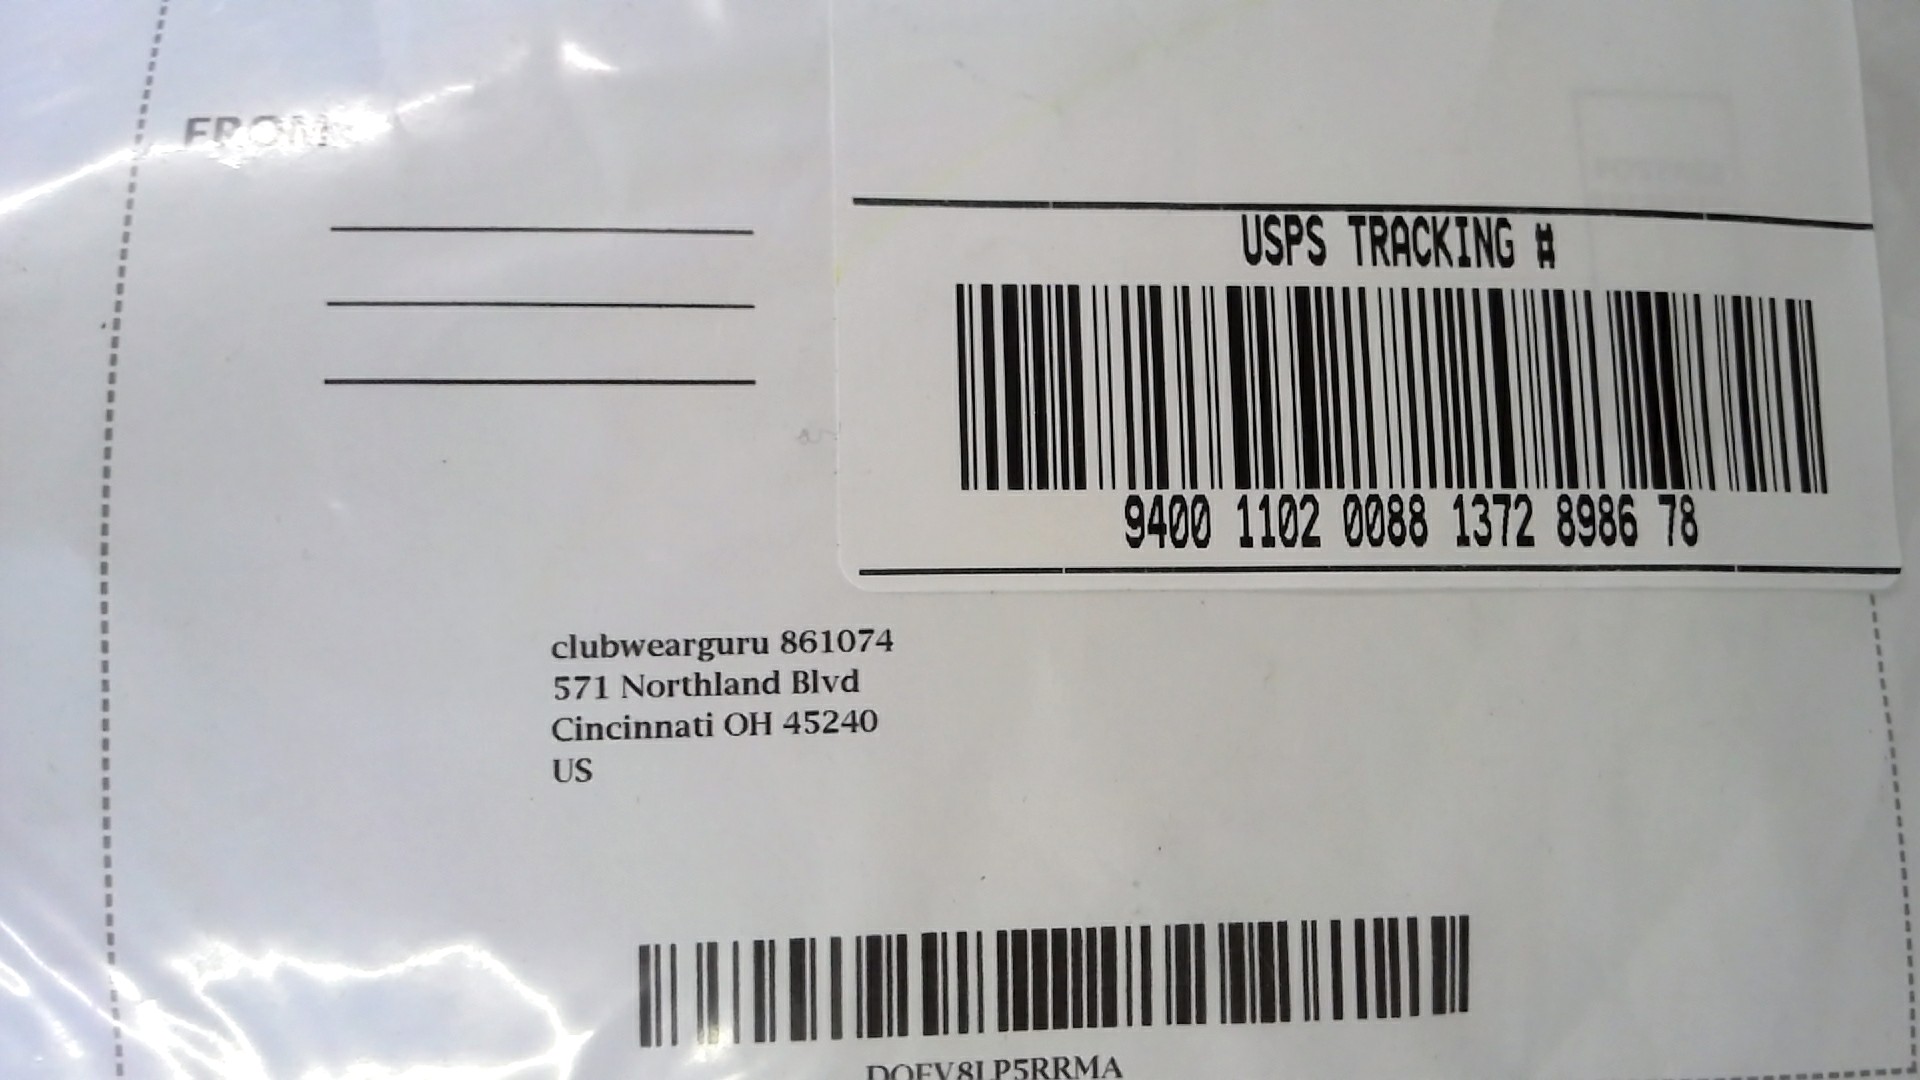 FROM:
USPS TRACKING #
9400 1102 0088 1372 8986 78
clubwearguru 861074
571 Northland Blvd
Cincinnati OH 45240
US